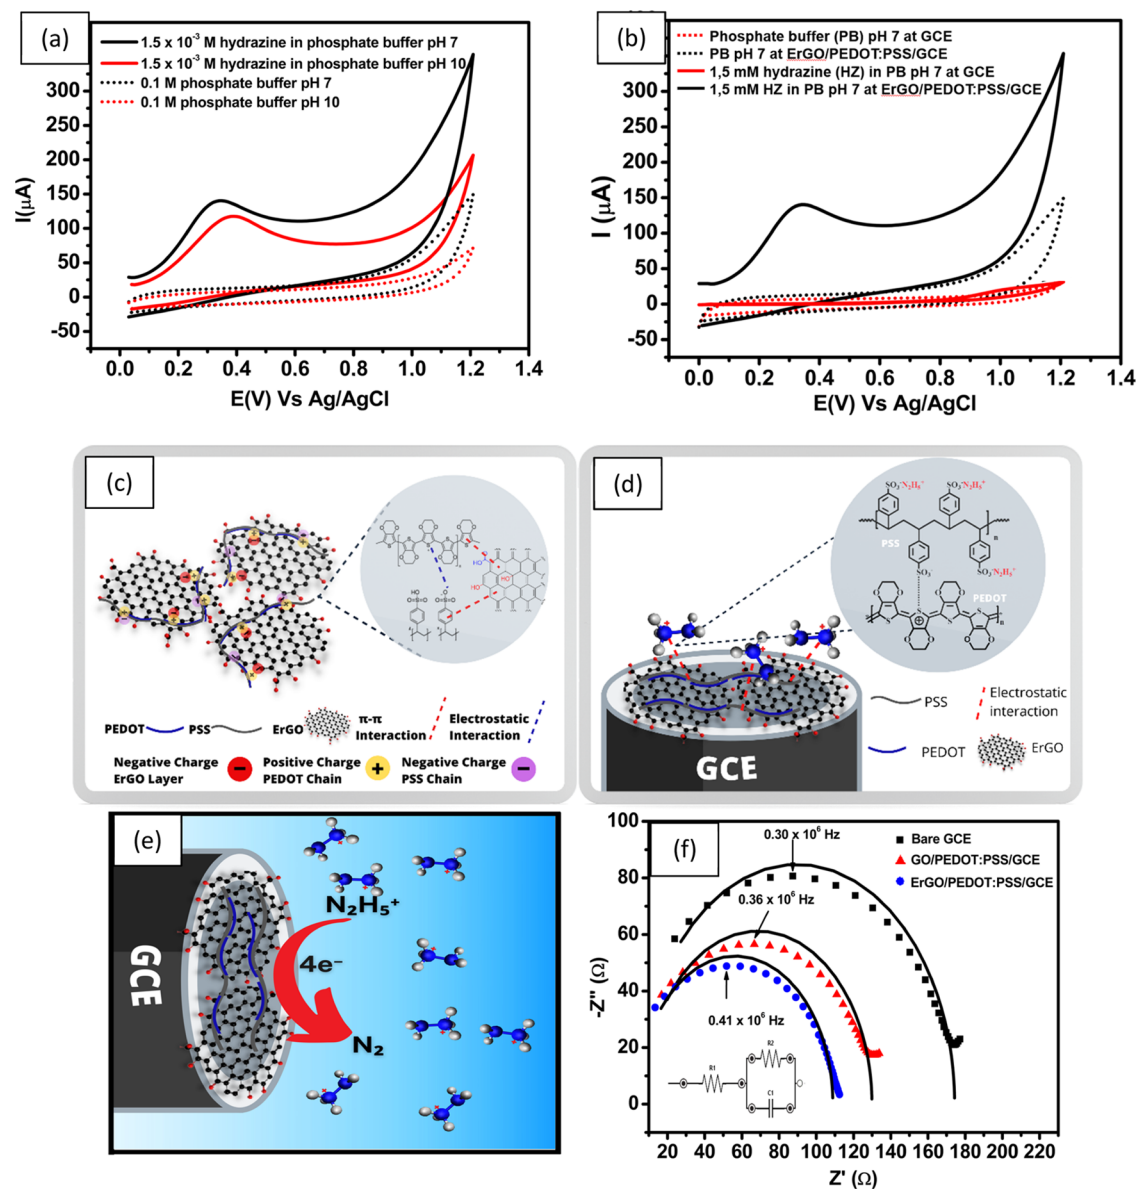 (a)
1.5 x 10⁻³ M hydrazine in phosphate buffer pH 7
1.5 x 10⁻³ M hydrazine in phosphate buffer pH 10
0.1 M phosphate buffer pH 7
0.1 M phosphate buffer pH 10
I(µA)
350
300
250
200
150
100
50
0
-50
0.0 0.2 0.4 0.6 0.8 1.0 1.2 1.4
E(V) Vs Ag/AgCl
(b)
Phosphate buffer (PB) pH 7 at GCE
PB pH 7 at ErGO/PEDOT:PSS/GCE
1,5 mM hydrazine (HZ) in PB pH 7 at GCE
1,5 mM HZ in PB pH 7 at ErGO/PEDOT:PSS/GCE
I (µA)
350
300
250
200
150
100
50
0
-50
0.0 0.2 0.4 0.6 0.8 1.0 1.2 1.4
E(V) Vs Ag/AgCl
(c)
PEDOT PSS ErGO
π-π
Interaction
Electrostatic
Interaction
Negative Charge
ErGO Layer
Positive Charge
PEDOT Chain
Negative Charge
PSS Chain
(d)
SO₃⁻N₂H₅⁺ SO₃⁻N₂H₅⁺
PSS
n
SO₃⁻ SO₃⁻N₂H₅⁺
PEDOT
n
GCE
PSS
Electrostatic
interaction
PEDOT
ErGO
(e)
GCE
N₂H₅⁺
4e⁻
N₂
(f)
0.30 x 10⁶ Hz
0.36 x 10⁶ Hz
0.41 x 10⁶ Hz
Bare GCE
GO/PEDOT:PSS/GCE
ErGO/PEDOT:PSS/GCE
R1
R2
C1
-Z" (Ω)
100
80
60
40
20
0
20 40 60 80 100 120 140 160 180 200 220
Z' (Ω)